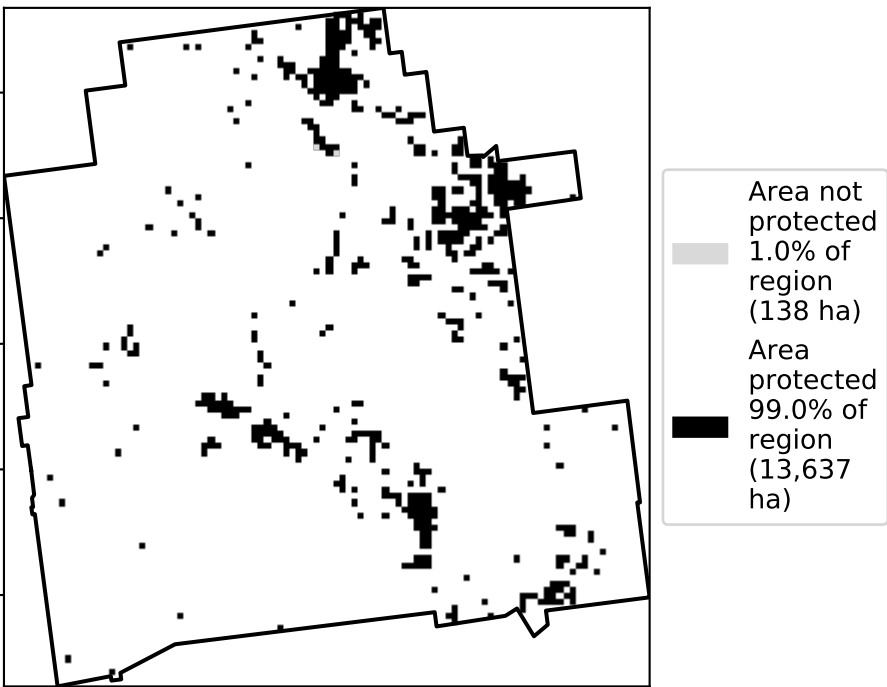 Area not
protected
1.0% of
region
(138 ha)
Area
protected
99.0% of
region
(13,637
ha)